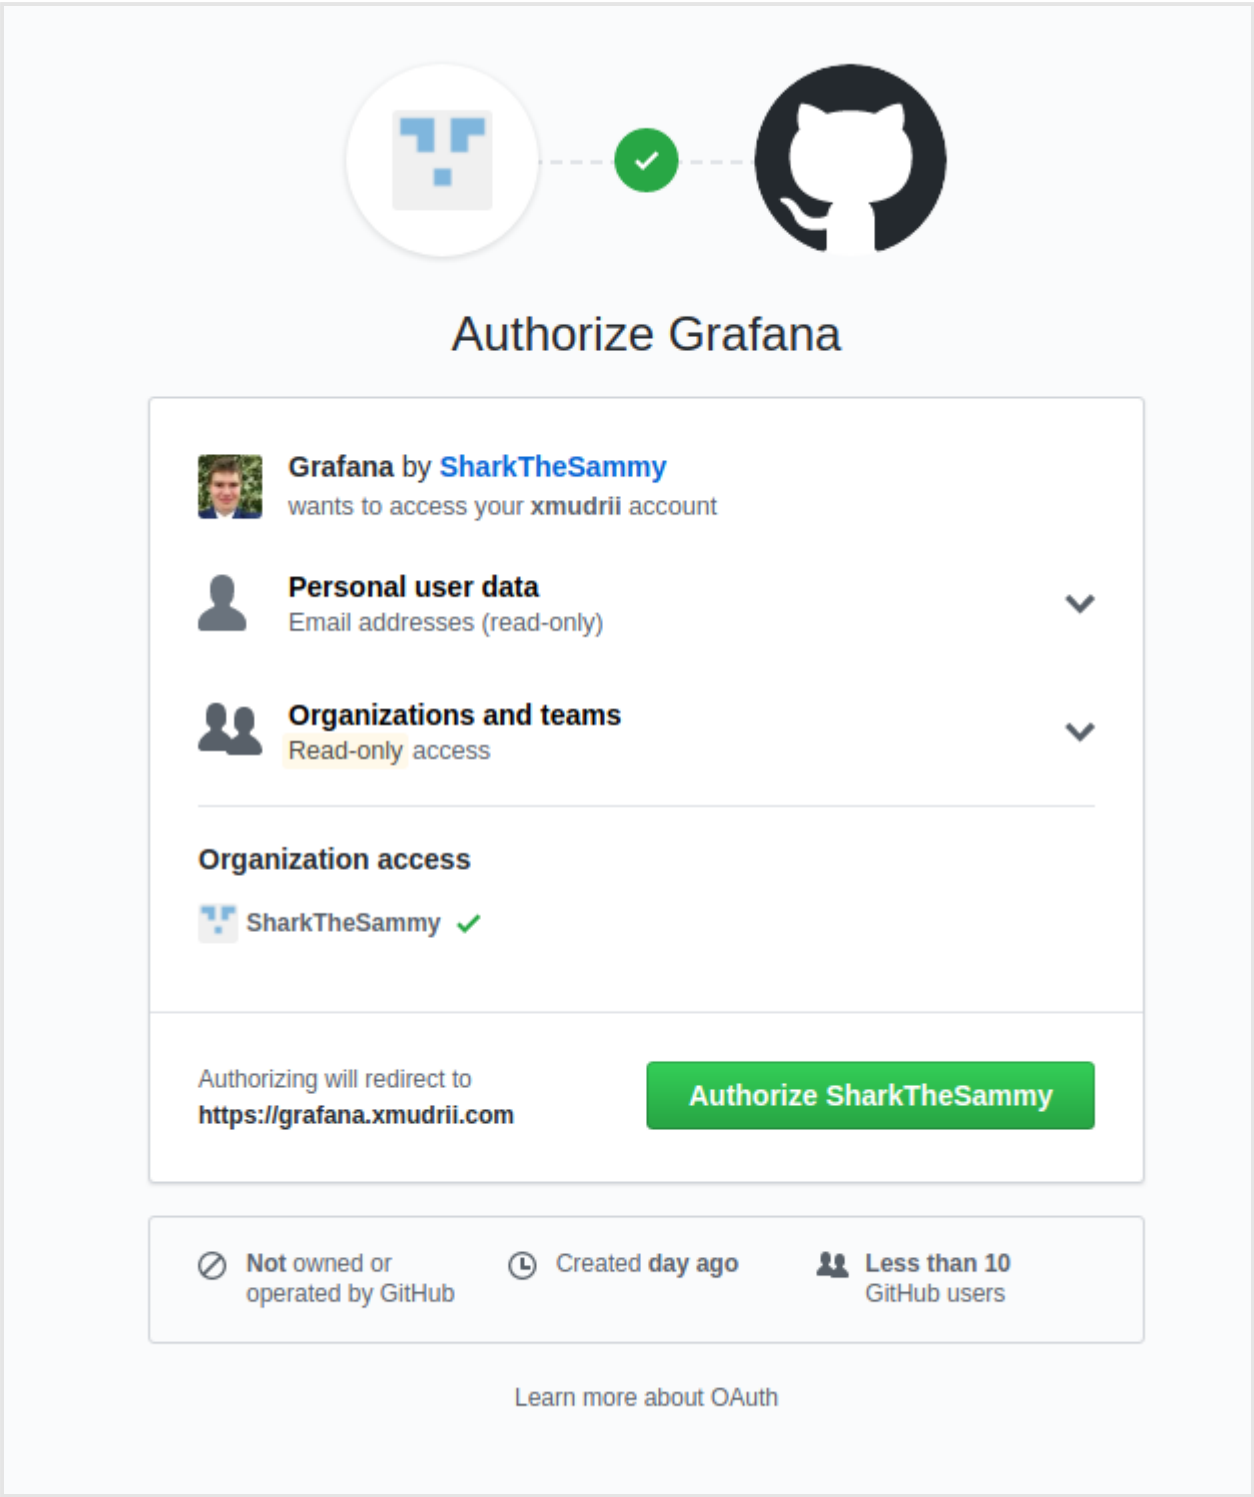 Authorize Grafana
Grafana by SharkTheSammy
wants to access your xmudrii account
Personal user data
Email addresses (read-only)
Organizations and teams
Read-only access
Organization access
SharkTheSammy
Authorizing will redirect to
https://grafana.xmudrii.com
Authorize SharkTheSammy
Not owned or
operated by GitHub
Created day ago
Less than 10
GitHub users
Learn more about OAuth